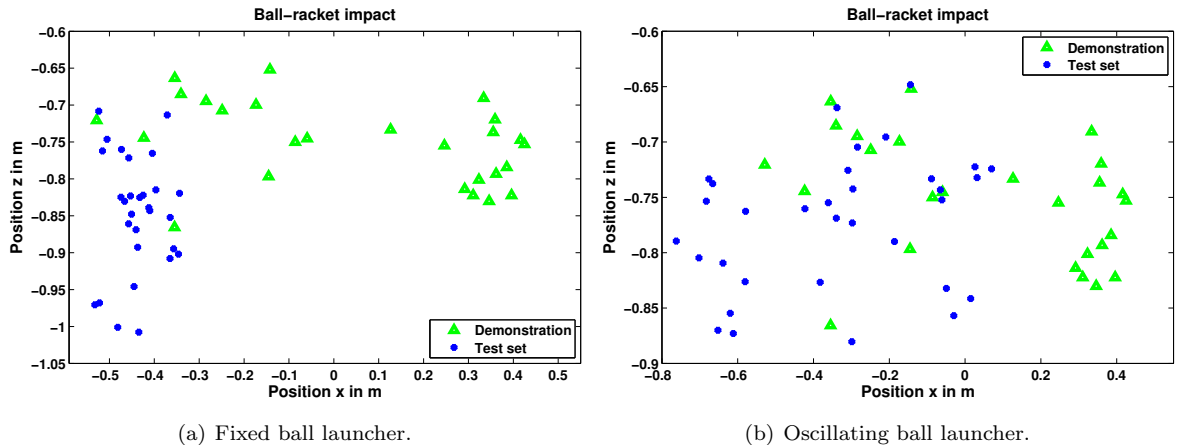 Ball−racket impact
−0.6
−0.65
−0.7
−0.75
−0.8
−0.85
−0.9
−0.95
−1
−1.05
Position z in m
−0.5 −0.4 −0.3 −0.2 −0.1 0 0.1 0.2 0.3 0.4 0.5
Position x in m
Demonstration
Test set
(a) Fixed ball launcher.
Ball−racket impact
−0.6
−0.65
−0.7
−0.75
−0.8
−0.85
−0.9
Position z in m
−0.8 −0.6 −0.4 −0.2 0 0.2 0.4
Position x in m
Demonstration
Test set
(b) Oscillating ball launcher.